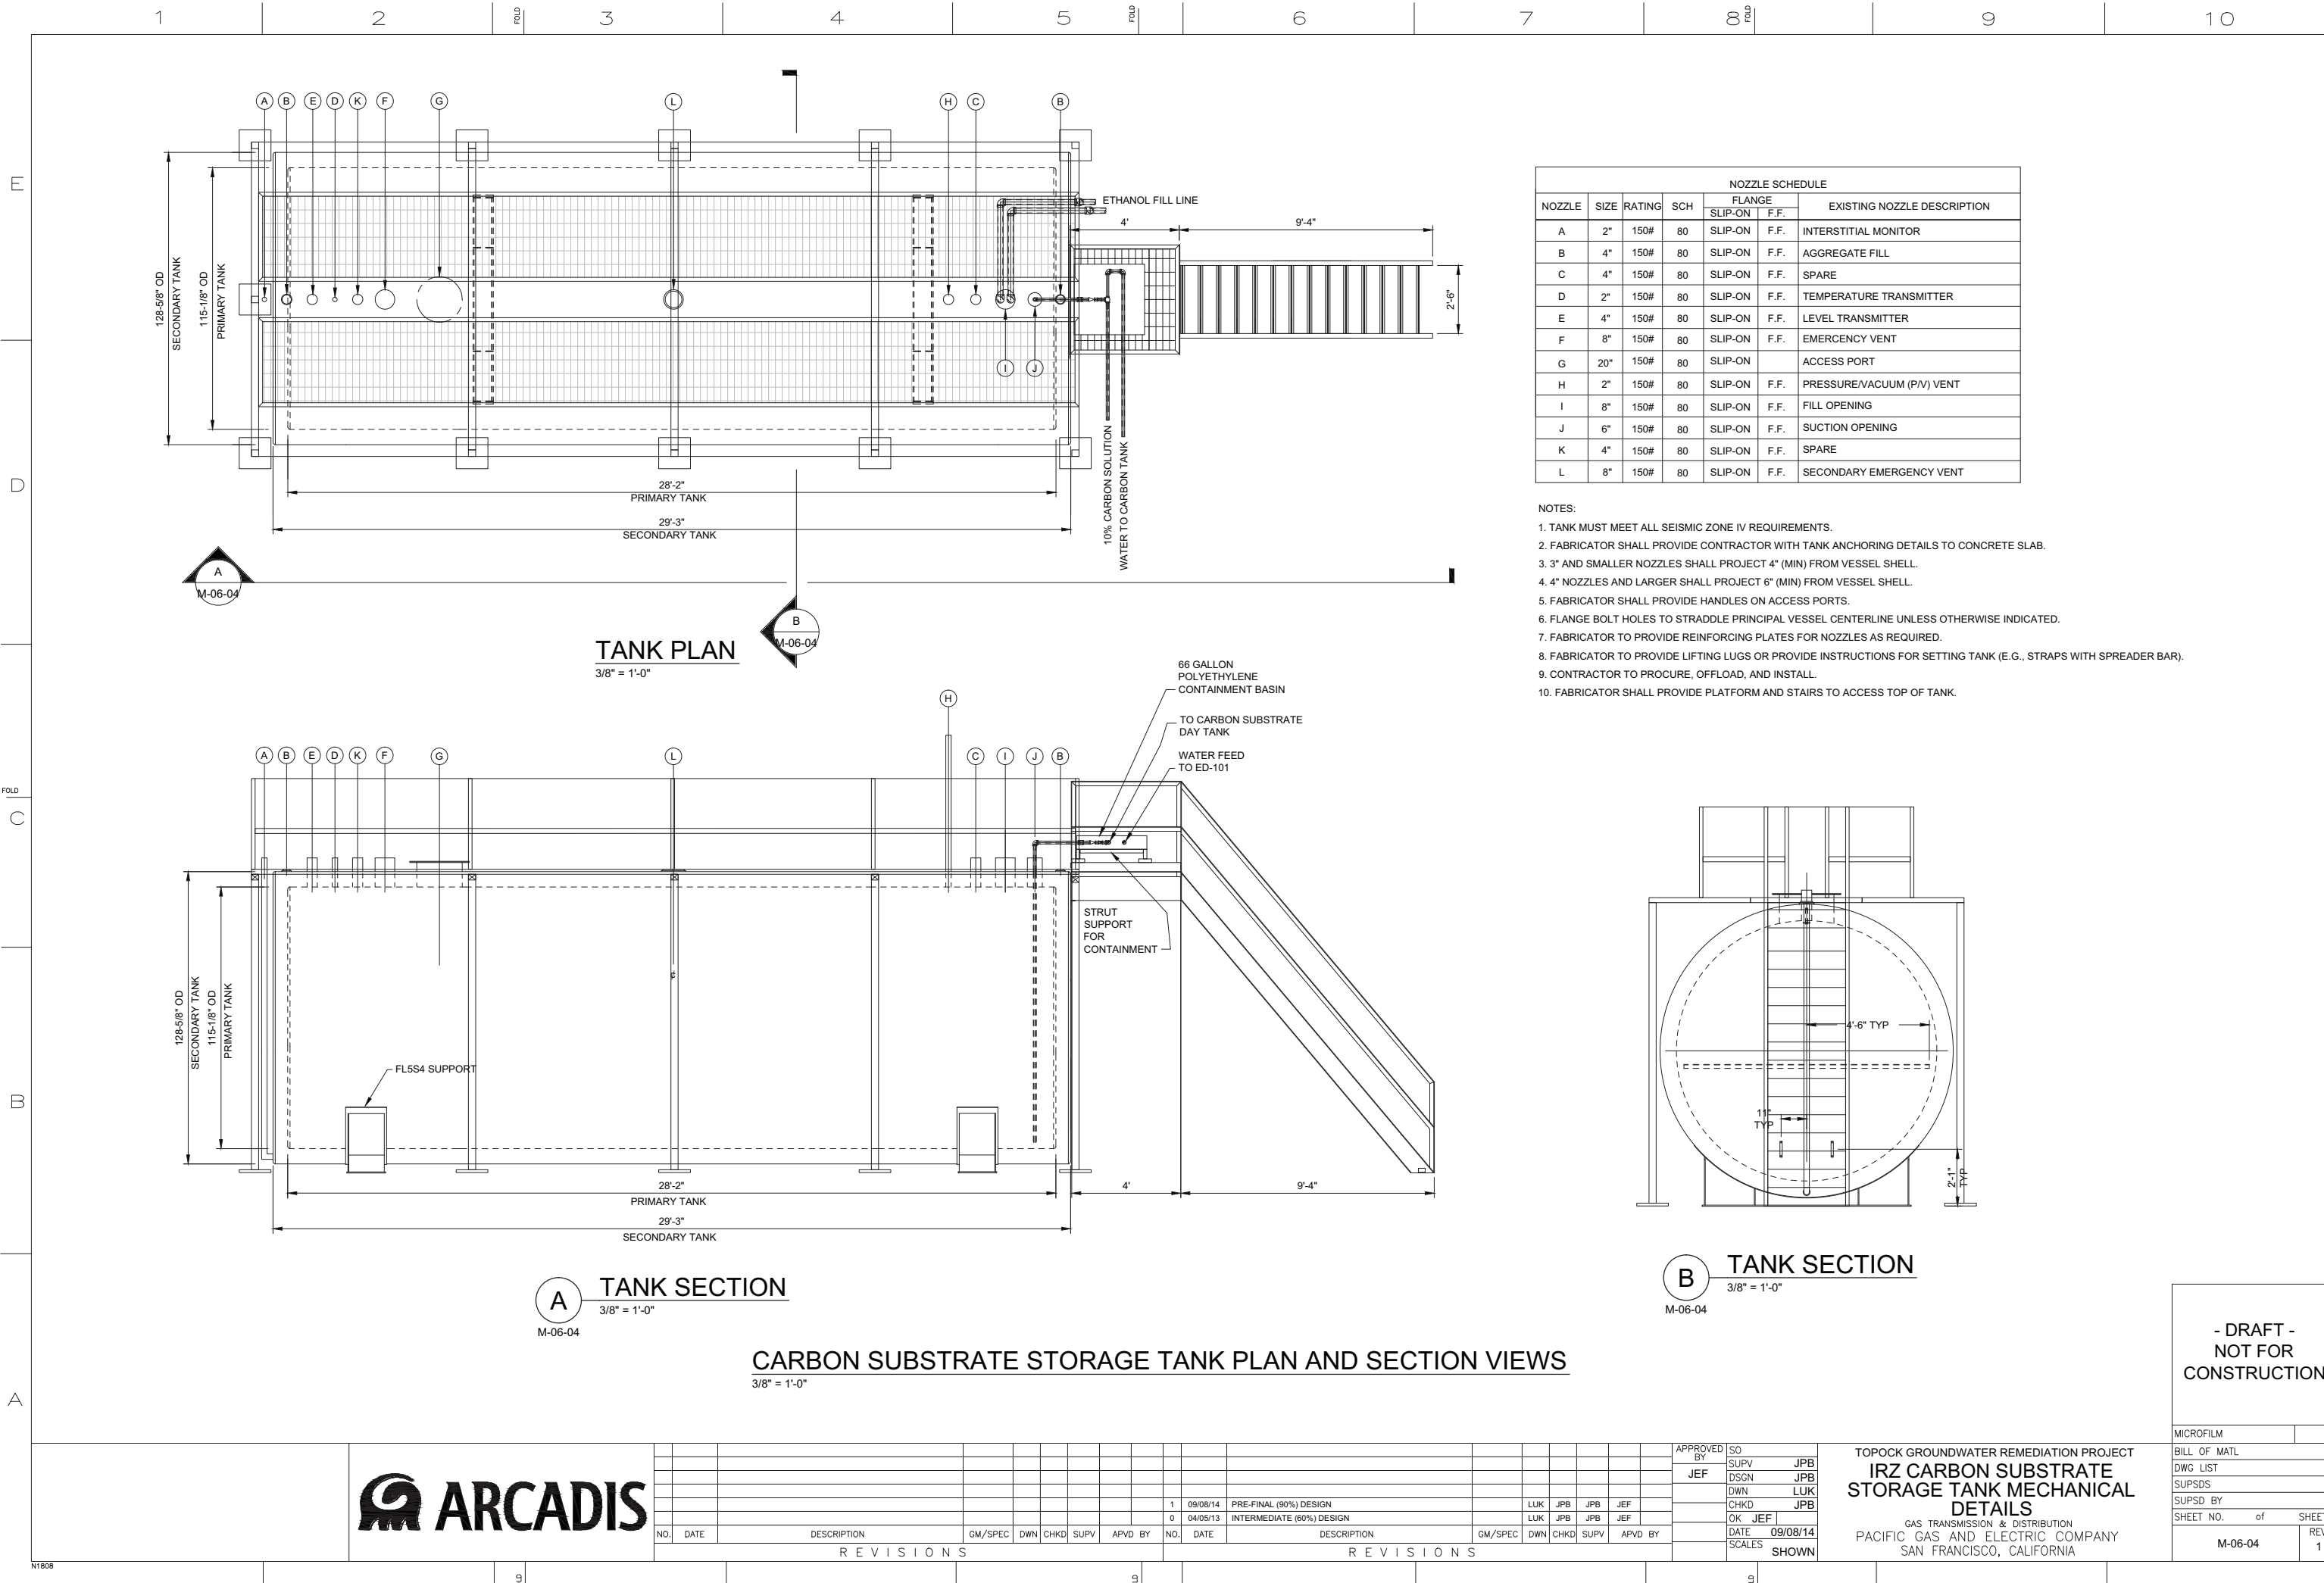 1 2 FOLD 3 4 5 FOLD 6 7 8 FOLD 9 10
E
D
FOLD
C
B
A
A B E D K F G L H C B
I J
128-5/8" OD
SECONDARY TANK
115-1/8" OD
PRIMARY TANK
ETHANOL FILL LINE
4'
9'-4"
2'-6"
10% CARBON SOLUTION
WATER TO CARBON TANK
28'-2"
PRIMARY TANK
29'-3"
SECONDARY TANK
A
M-06-04
B
M-06-04
TANK PLAN
3/8" = 1'-0"
NOZZLE SCHEDULE
NOZZLE SIZE RATING SCH FLANGE EXISTING NOZZLE DESCRIPTION
SLIP-ON F.F.
A 2" 150# 80 SLIP-ON F.F. INTERSTITIAL MONITOR
B 4" 150# 80 SLIP-ON F.F. AGGREGATE FILL
C 4" 150# 80 SLIP-ON F.F. SPARE
D 2" 150# 80 SLIP-ON F.F. TEMPERATURE TRANSMITTER
E 4" 150# 80 SLIP-ON F.F. LEVEL TRANSMITTER
F 8" 150# 80 SLIP-ON F.F. EMERGENCY VENT
G 20" 150# 80 SLIP-ON ACCESS PORT
H 2" 150# 80 SLIP-ON F.F. PRESSURE/VACUUM (P/V) VENT
I 8" 150# 80 SLIP-ON F.F. FILL OPENING
J 6" 150# 80 SLIP-ON F.F. SUCTION OPENING
K 4" 150# 80 SLIP-ON F.F. SPARE
L 8" 150# 80 SLIP-ON F.F. SECONDARY EMERGENCY VENT
NOTES:
1. TANK MUST MEET ALL SEISMIC ZONE IV REQUIREMENTS.
2. FABRICATOR SHALL PROVIDE CONTRACTOR WITH TANK ANCHORING DETAILS TO CONCRETE SLAB.
3. 3" AND SMALLER NOZZLES SHALL PROJECT 4" (MIN) FROM VESSEL SHELL.
4. 4" NOZZLES AND LARGER SHALL PROJECT 6" (MIN) FROM VESSEL SHELL.
5. FABRICATOR SHALL PROVIDE HANDLES ON ACCESS PORTS.
6. FLANGE BOLT HOLES TO STRADDLE PRINCIPAL VESSEL CENTERLINE UNLESS OTHERWISE INDICATED.
7. FABRICATOR TO PROVIDE REINFORCING PLATES FOR NOZZLES AS REQUIRED.
8. FABRICATOR TO PROVIDE LIFTING LUGS OR PROVIDE INSTRUCTIONS FOR SETTING TANK (E.G., STRAPS WITH SPREADER BAR).
9. CONTRACTOR TO PROCURE, OFFLOAD, AND INSTALL.
10. FABRICATOR SHALL PROVIDE PLATFORM AND STAIRS TO ACCESS TOP OF TANK.
66 GALLON
POLYETHYLENE
CONTAINMENT BASIN
TO CARBON SUBSTRATE
DAY TANK
WATER FEED
TO ED-101
H
A B E D K F G L C I J B
STRUT
SUPPORT
FOR
CONTAINMENT
128-5/8" OD
SECONDARY TANK
115-1/8" OD
PRIMARY TANK
FL5S4 SUPPORT
28'-2"
PRIMARY TANK
4'
9'-4"
29'-3"
SECONDARY TANK
4'-6" TYP
11"
TYP
2'-1"
TYP
A
TANK SECTION
3/8" = 1'-0"
M-06-04
B
TANK SECTION
3/8" = 1'-0"
M-06-04
CARBON SUBSTRATE STORAGE TANK PLAN AND SECTION VIEWS
3/8" = 1'-0"
- DRAFT -
NOT FOR
CONSTRUCTION
ARCADIS
1 09/08/14 PRE-FINAL (90%) DESIGN LUK JPB JPB JEF
0 04/05/13 INTERMEDIATE (60%) DESIGN LUK JPB JPB JEF
NO. DATE DESCRIPTION GM/SPEC DWN CHKD SUPV APVD BY NO. DATE DESCRIPTION GM/SPEC DWN CHKD SUPV APVD BY
REVISIONS REVISIONS
APPROVED BY
JEF
SO
SUPV JPB
DSGN JPB
DWN LUK
CHKD JPB
OK JEF
DATE 09/08/14
SCALES SHOWN
TOPOCK GROUNDWATER REMEDIATION PROJECT
IRZ CARBON SUBSTRATE
STORAGE TANK MECHANICAL
DETAILS
GAS TRANSMISSION & DISTRIBUTION
PACIFIC GAS AND ELECTRIC COMPANY
SAN FRANCISCO, CALIFORNIA
MICROFILM
BILL OF MATL
DWG LIST
SUPSDS
SUPSD BY
SHEET NO. of SHEET
M-06-04
REV
1
N1808